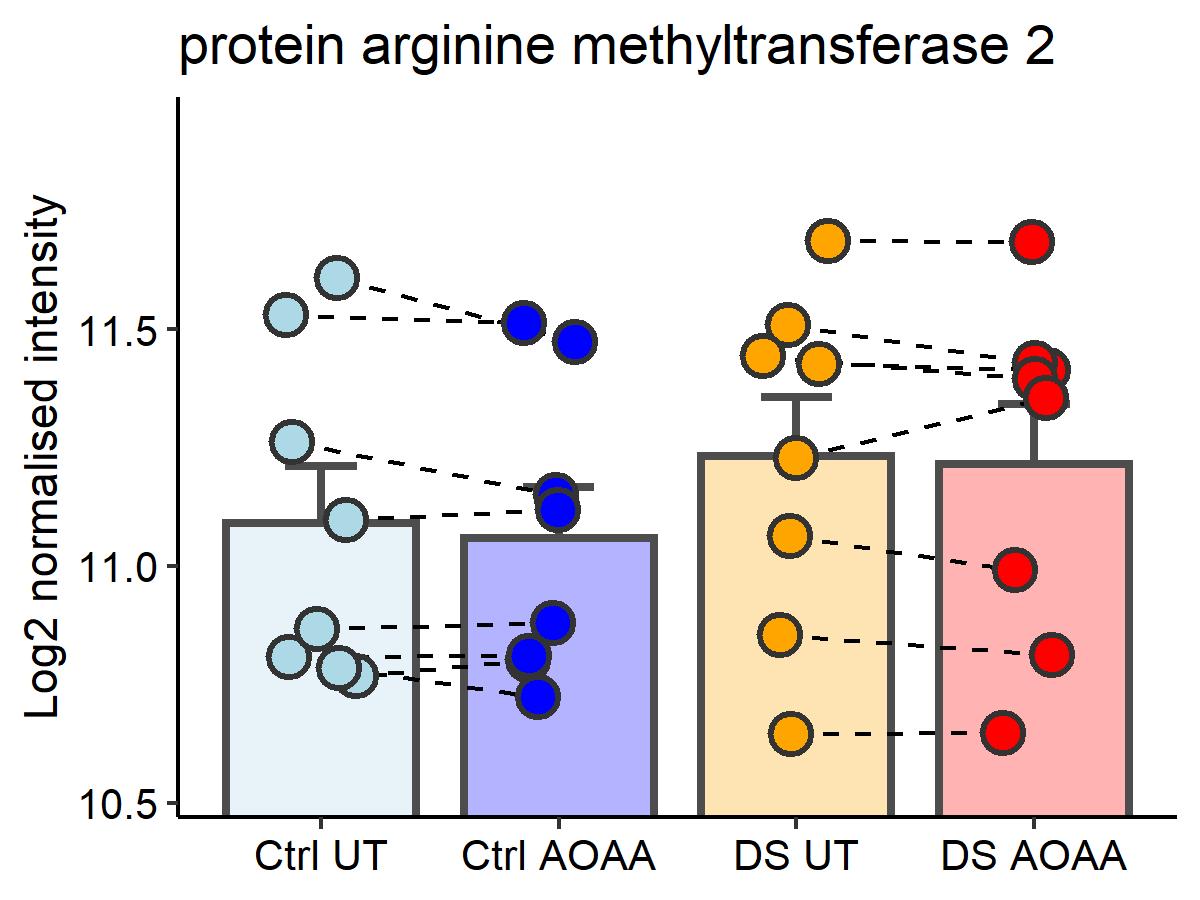 protein arginine methyltransferase 2
Log2 normalised intensity
11.5
11.0
10.5
Ctrl UT
Ctrl AOAA
DS UT
DS AOAA